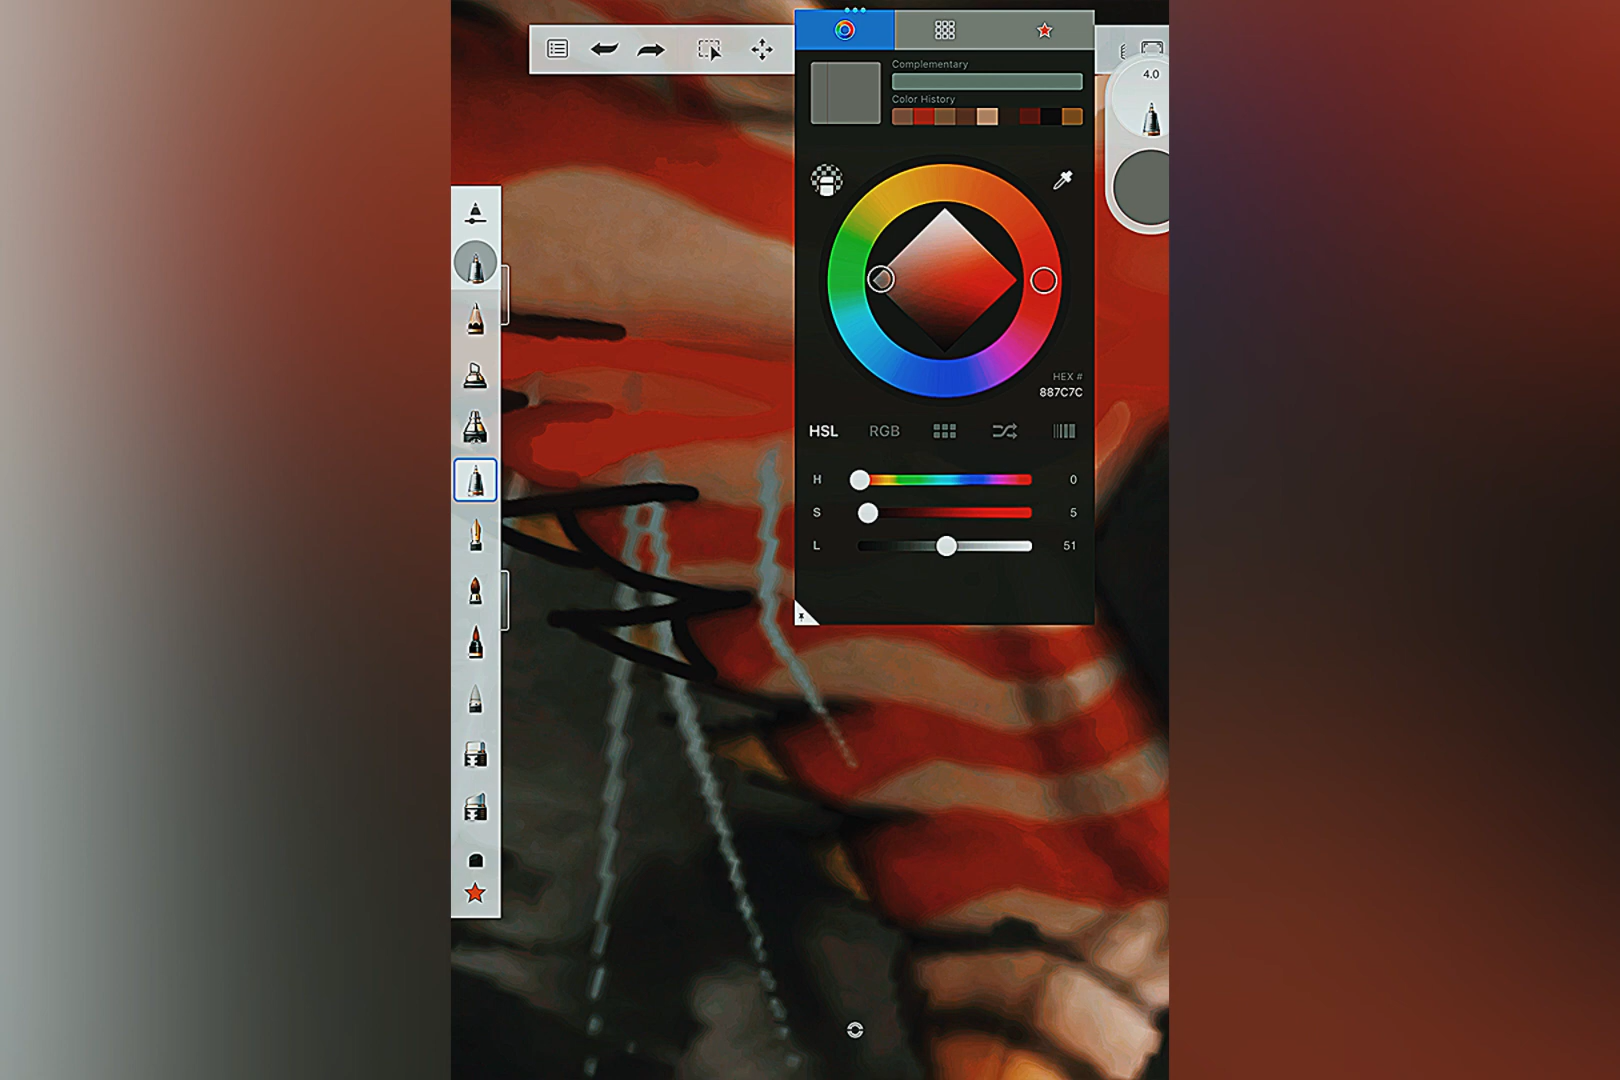 Complementary
4.0
Color History
HEX #
887C7C
HSL RGB
H 0
S 5
L 51